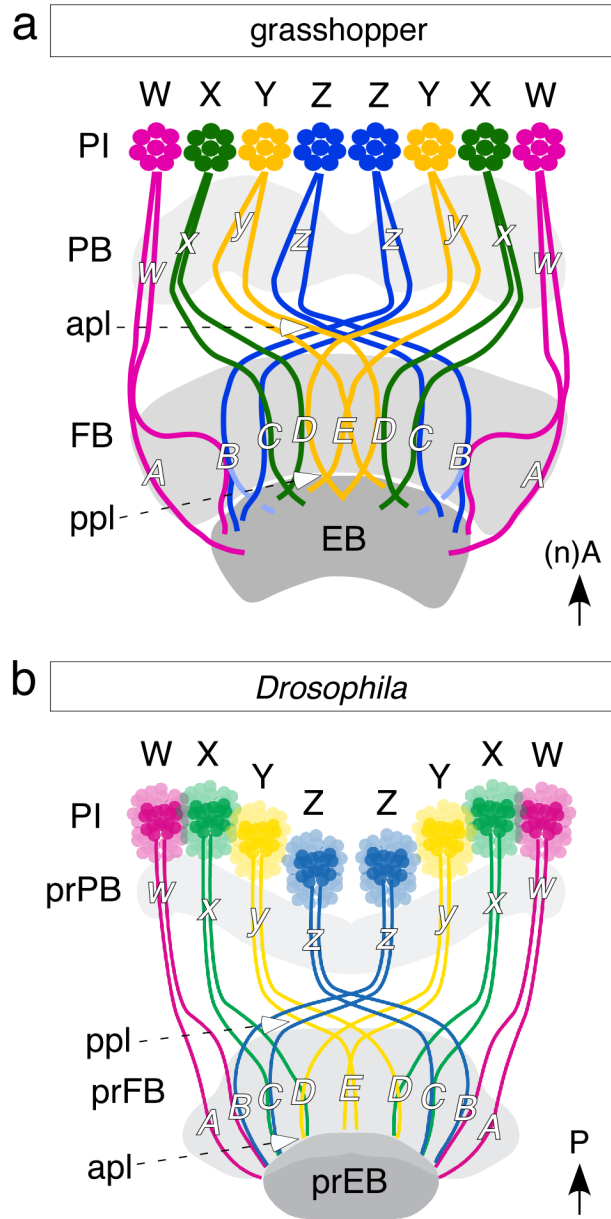 a
grasshopper
W X Y Z Z Y X W
PI
PB
w x y z z y x w
apl
FB
A B C D E D C B A
ppl
EB
(n)A
b
Drosophila
W X Y Z Z Y X W
PI
prPB
w x y z z y x w
ppl
prFB
A B C D E D C B A
apl
prEB
P